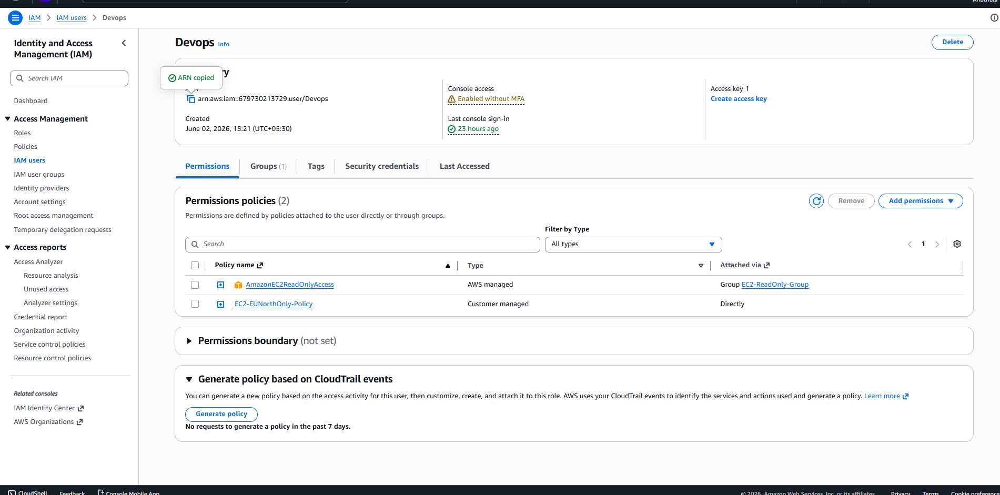 IAM > IAM users > Devops
Identity and Access Management (IAM)
Search IAM
Dashboard
Access Management
Roles
Policies
IAM users
IAM user groups
Identity providers
Account settings
Root access management
Temporary delegation requests
Access reports
Access Analyzer
Resource analysis
Unused access
Analyzer settings
Credential report
Organization activity
Service control policies
Resource control policies
Related consoles
IAM Identity Center
AWS Organizations
Devops Info
Delete
ARN copied
arn:aws:iam::679730213729:user/Devops
Created
June 02, 2026, 15:21 (UTC+05:30)
Console access
Enabled without MFA
Last console sign-in
23 hours ago
Access key 1
Create access key
Permissions
Groups (1)
Tags
Security credentials
Last Accessed
Permissions policies (2)
Remove
Add permissions
Permissions are defined by policies attached to the user directly or through groups.
Filter by Type
Search
All types
1
Policy name Type Attached via
AmazonEC2ReadOnlyAccess AWS managed Group EC2-ReadOnly-Group
EC2-EUNorthOnly-Policy Customer managed Directly
Permissions boundary (not set)
Generate policy based on CloudTrail events
You can generate a new policy based on the access activity for this user, then customize, create, and attach it to this role. AWS uses your CloudTrail events to identify the services and actions used and generate a policy. Learn more
Generate policy
No requests to generate a policy in the past 7 days.
CloudShell Feedback Console Mobile App
© 2026, Amazon Web Services, Inc. or its affiliates. Privacy Terms Cookie preference